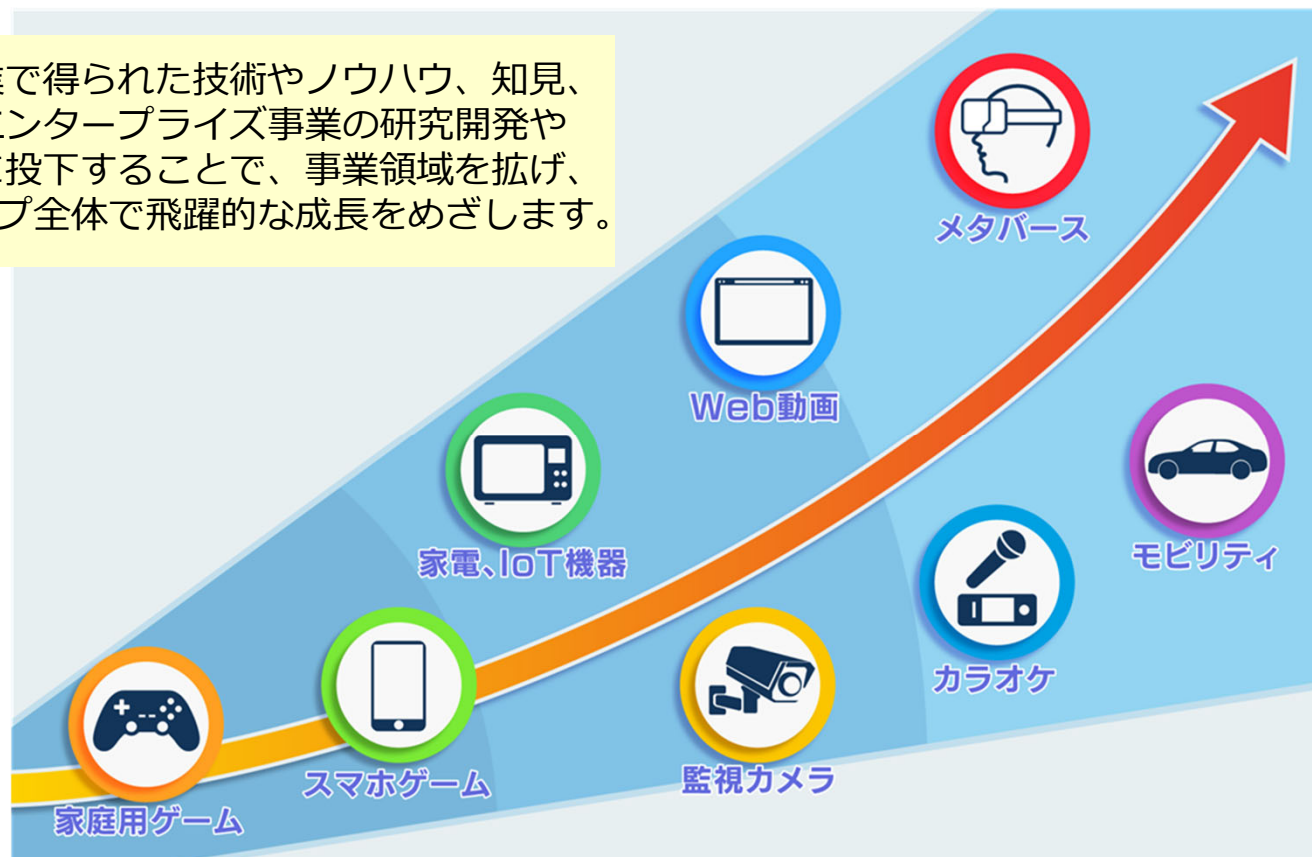 業で得られた技術やノウハウ、知見、
エンタープライズ事業の研究開発や
に投下することで、事業領域を拡げ、
プ全体で飛躍的な成長をめざします。
メタバース
Web動画
モビリティ
家電、IoT機器
カラオケ
スマホゲーム
監視カメラ
家庭用ゲーム